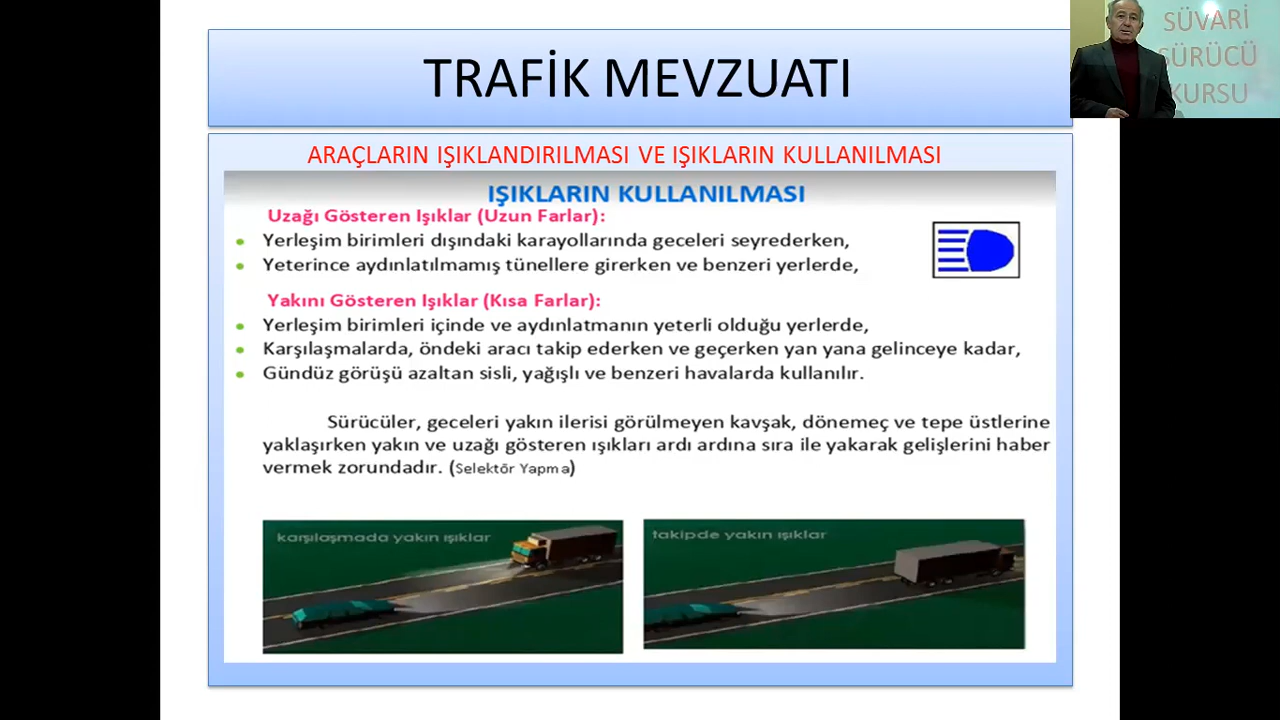 TRAFİK MEVZUATI
SÜVARİ
SÜRÜCÜ
KURSU
ARAÇLARIN IŞIKLANDIRILMASI VE IŞIKLARIN KULLANILMASI
IŞIKLARIN KULLANILMASI
Uzağı Gösteren Işıklar (Uzun Farlar):
Yerleşim birimleri dışındaki karayollarında geceleri seyrederken,
Yeterince aydınlatılmamış tünellere girerken ve benzeri yerlerde,
Yakını Gösteren Işıklar (Kısa Farlar):
Yerleşim birimleri içinde ve aydınlatmanın yeterli olduğu yerlerde,
Karşılaşmalarda, öndeki aracı takip ederken ve geçerken yan yana gelinceye kadar,
Gündüz görüşü azaltan sisli, yağışlı ve benzeri havalarda kullanılır.
Sürücüler, geceleri yakın ilerisi görülmeyen kavşak, dönemeç ve tepe üstlerine
yaklaşırken yakın ve uzağı gösteren ışıkları ardı ardına sıra ile yakarak gelişlerini haber
vermek zorundadır. (Selektör Yapma)
karşılaşmada yakın ışıklar
takipde yakın ışıklar